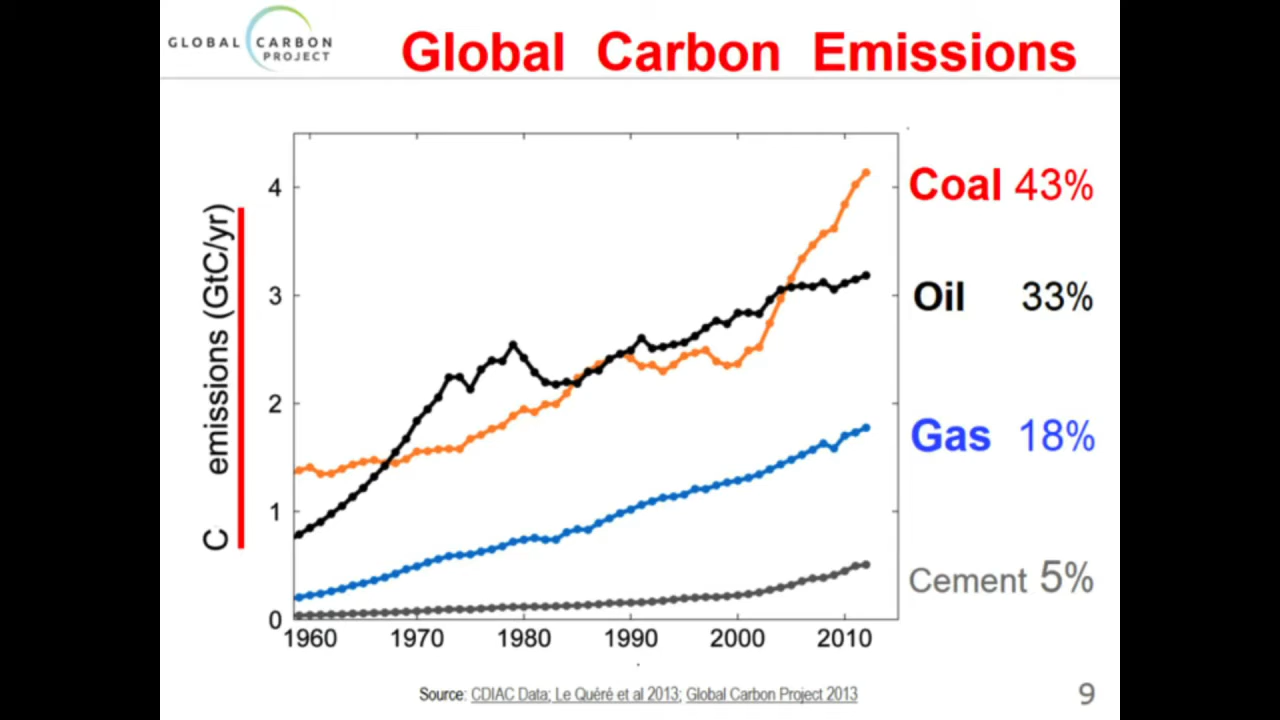 GLOBAL CARBON
PROJECT
Global Carbon Emissions
C emissions (GtC/yr)
4
3
2
1
0
1960 1970 1980 1990 2000 2010
Coal 43%
Oil 33%
Gas 18%
Cement 5%
Source: CDIAC Data; Le Quéré et al 2013; Global Carbon Project 2013
9